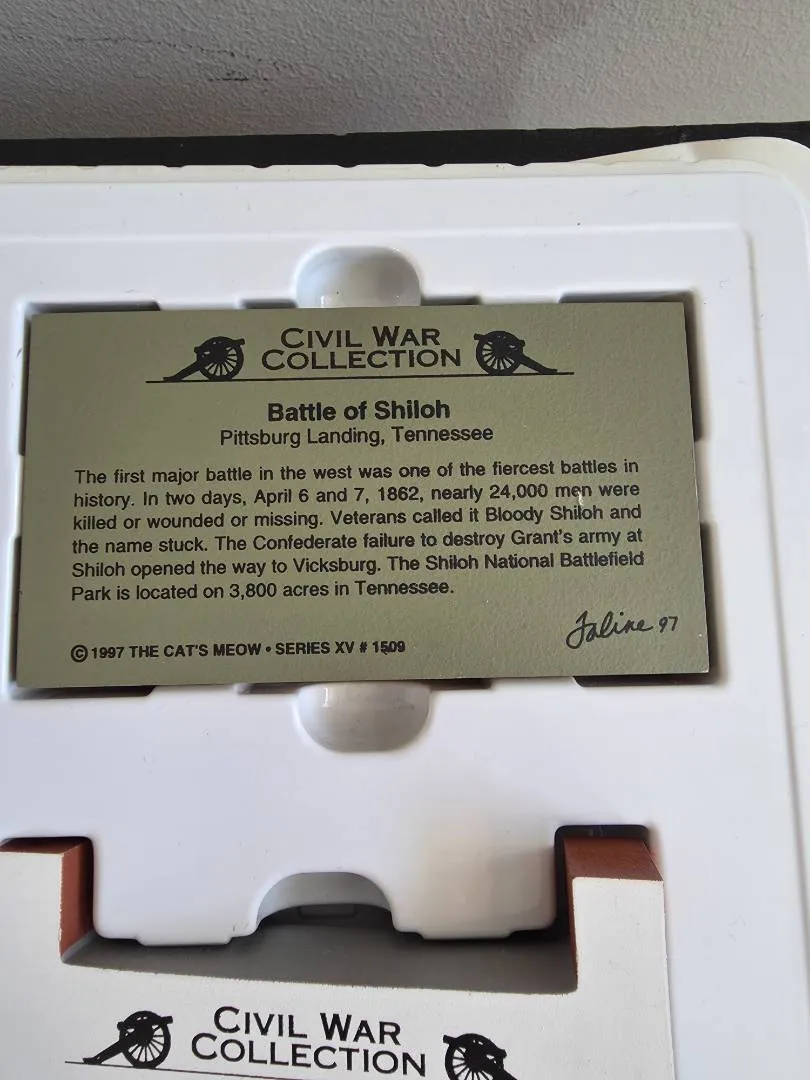 CIVIL WAR
COLLECTION
Battle of Shiloh
Pittsburg Landing, Tennessee
The first major battle in the west was one of the fiercest battles in
history. In two days, April 6 and 7, 1862, nearly 24,000 men were
killed or wounded or missing. Veterans called it Bloody Shiloh and
the name stuck. The Confederate failure to destroy Grant's army at
Shiloh opened the way to Vicksburg. The Shiloh National Battlefield
Park is located on 3,800 acres in Tennessee.
Faline 97
© 1997 THE CAT'S MEOW • SERIES XV # 1509
CIVIL WAR
COLLECTION